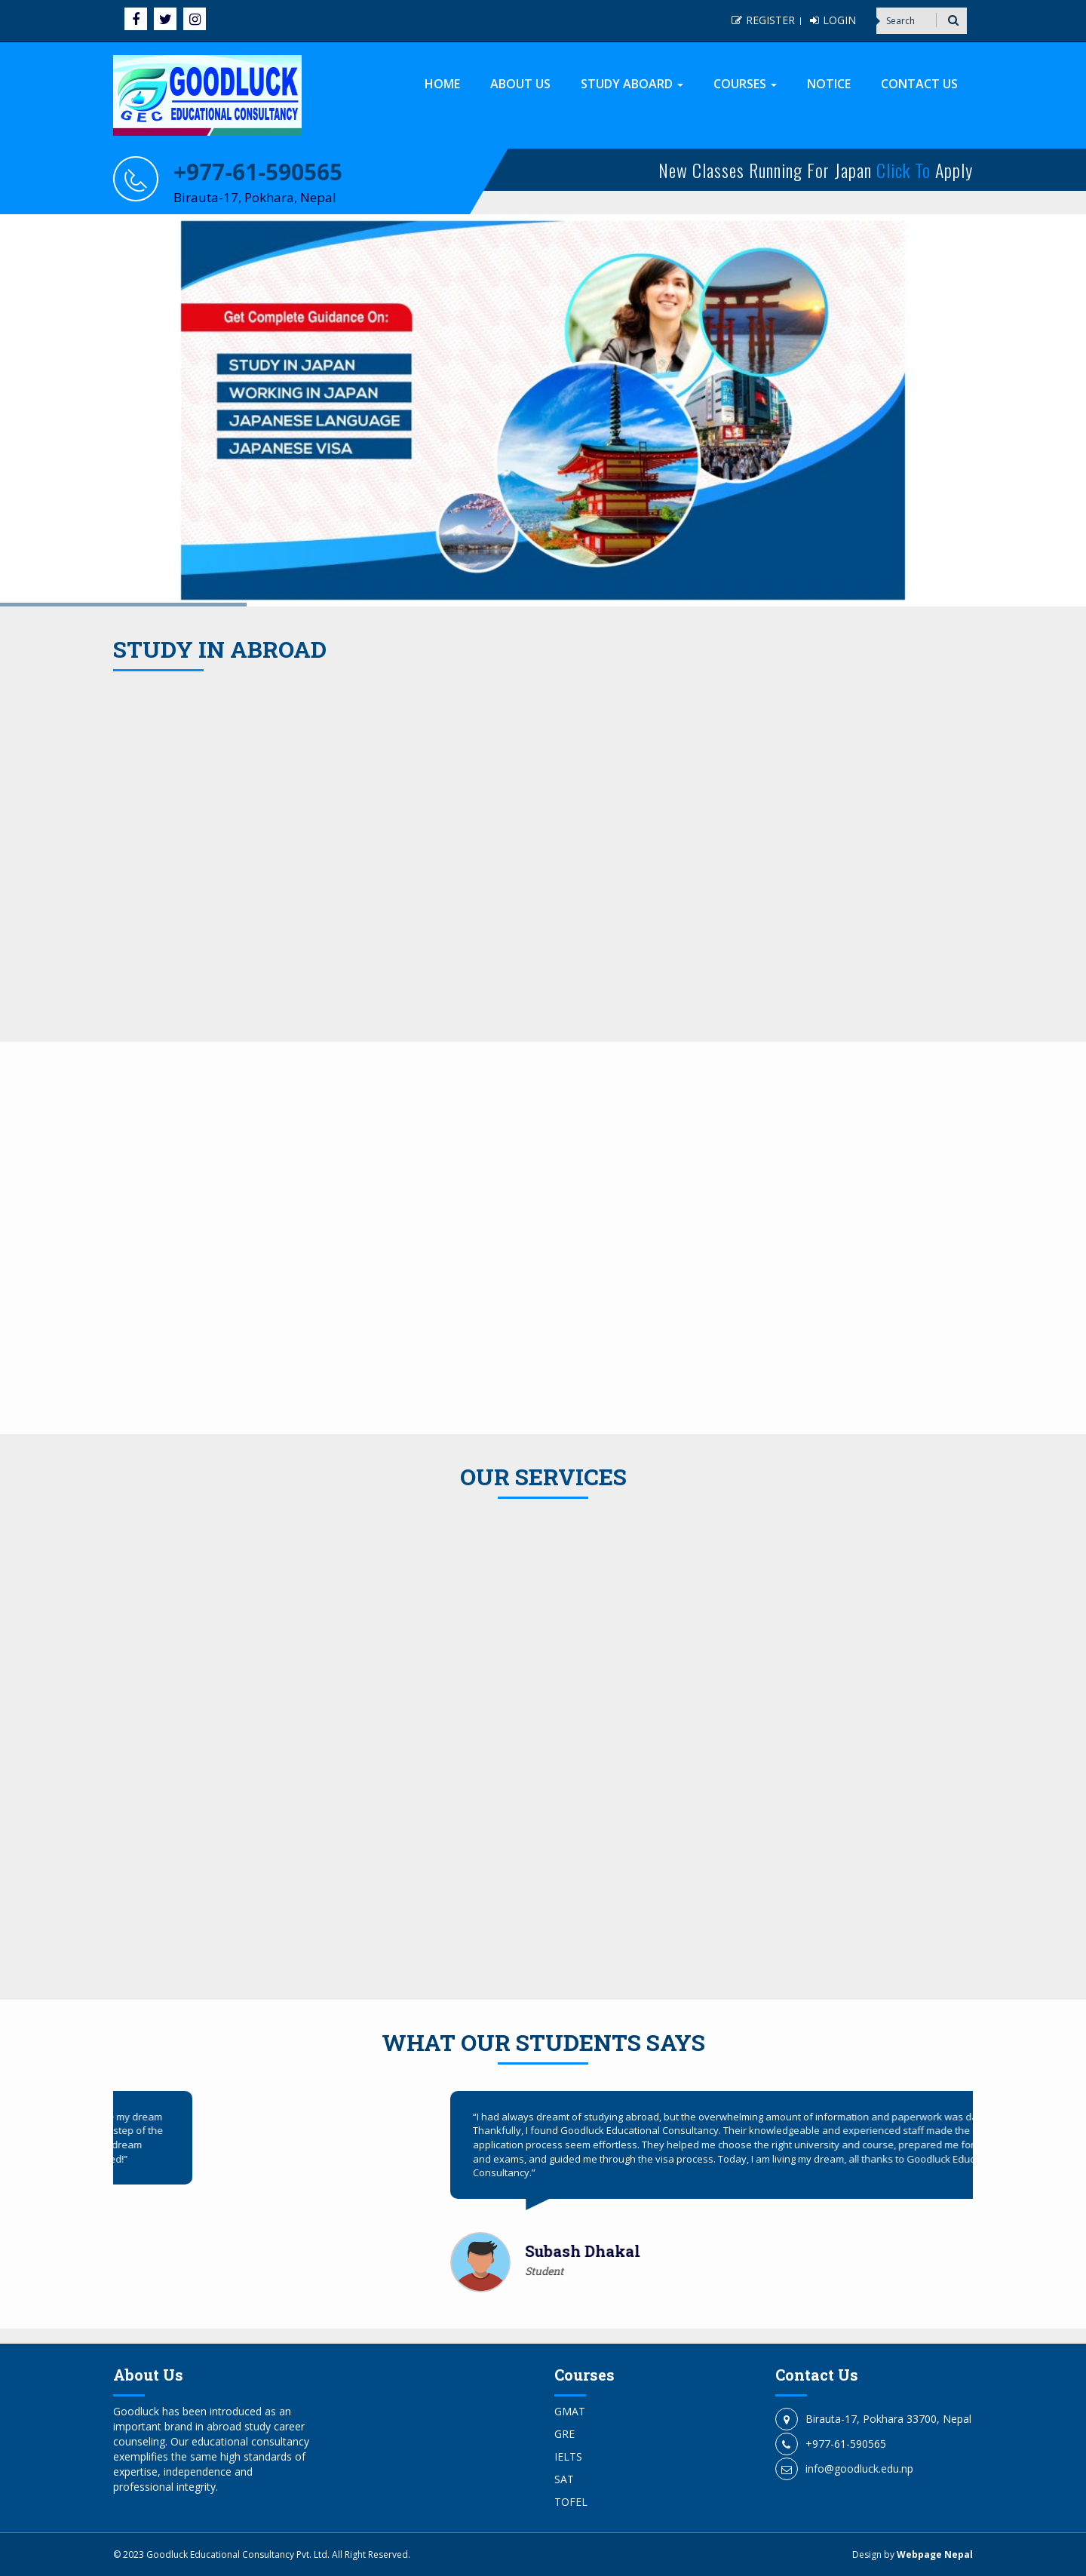 REGISTER | LOGIN
Search
GOODLUCK
EDUCATIONAL CONSULTANCY
GEC
HOME ABOUT US STUDY ABOARD COURSES NOTICE CONTACT US
+977-61-590565
Birauta-17, Pokhara, Nepal
New Classes Running For Japan Click To Apply
Get Complete Guidance On:
STUDY IN JAPAN
WORKING IN JAPAN
JAPANESE LANGUAGE
JAPANESE VISA
STUDY IN ABROAD
OUR SERVICES
WHAT OUR STUDENTS SAYS
my dream
step of the
dream
“I had always dreamt of studying abroad, but the overwhelming amount of information and paperwork was
Thankfully, I found Goodluck Educational Consultancy. Their knowledgeable and experienced staff made the
application process seem effortless. They helped me choose the right university and course, prepared me for
and exams, and guided me through the visa process. Today, I am living my dream, all thanks to Goodluck
Consultancy.”
Subash Dhakal
Student
About Us
Goodluck has been introduced as an
important brand in abroad study career
counseling. Our educational consultancy
exemplifies the same high standards of
expertise, independence and
professional integrity.
Courses
GMAT
GRE
IELTS
SAT
TOFEL
Contact Us
Birauta-17, Pokhara 33700, Nepal
+977-61-590565
info@goodluck.edu.np
© 2023 Goodluck Educational Consultancy Pvt. Ltd. All Right Reserved.
Design by Webpage Nepal